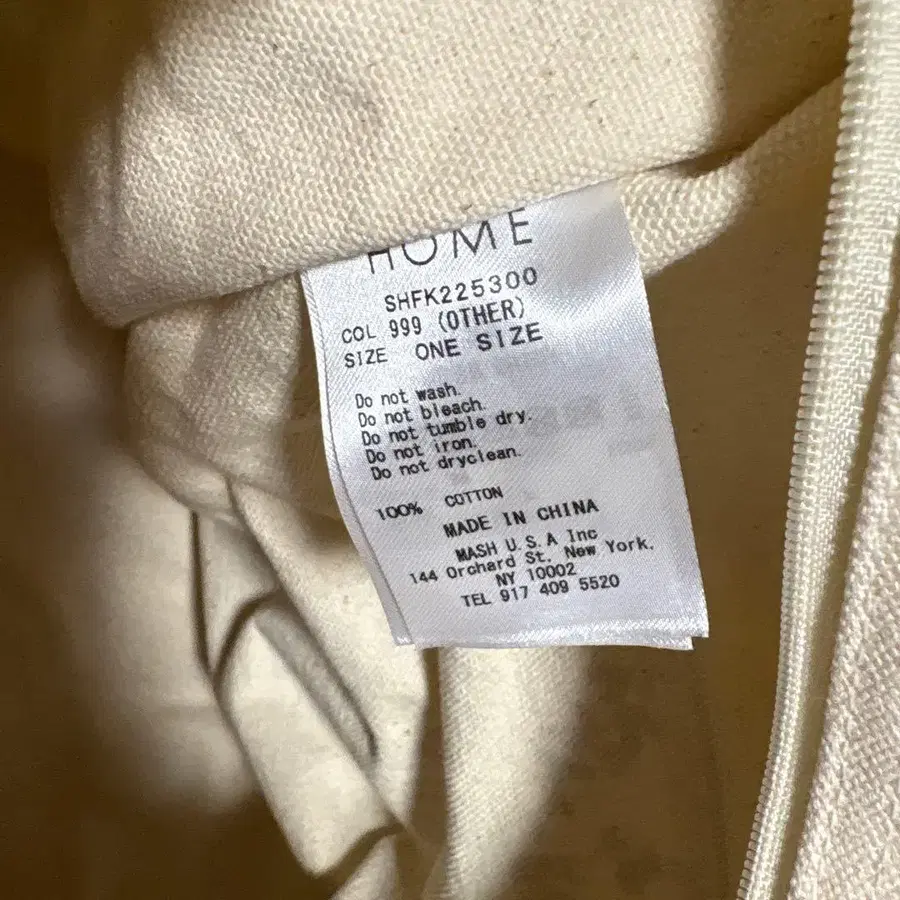 HOME
SHFK225300
COL 999 (OTHER)
SIZE ONE SIZE
Do not wash.
Do not bleach.
Do not tumble dry.
Do not iron.
Do not dryclean.
100% COTTON
MADE IN CHINA
MASH U.S.A Inc
144 Orchard St. New York.
NY 10002
TEL 917 409 5520